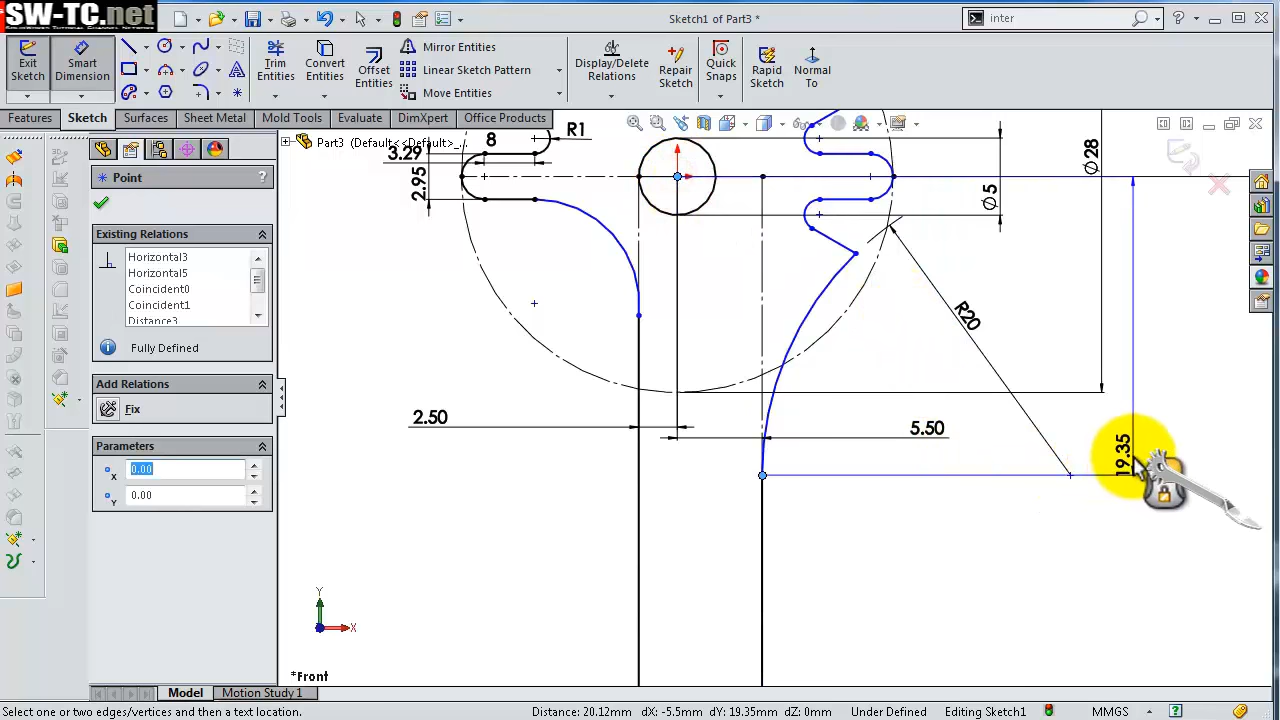 SW-TC.net
SolidWorks Tutorial Channel Network
Sketch1 of Part3 *
inter
Exit Sketch
Smart Dimension
Trim Entities
Convert Entities
Offset Entities
Mirror Entities
Linear Sketch Pattern
Move Entities
Display/Delete Relations
Repair Sketch
Quick Snaps
Rapid Sketch
Normal To
Features
Sketch
Surfaces
Sheet Metal
Mold Tools
Evaluate
DimXpert
Office Products
Part3 (Default<<Default>_
Point
?
Existing Relations
Horizontal3
Horizontal5
Coincident0
Coincident1
Distance3
Fully Defined
Add Relations
Fix
Parameters
X 0.00
Y 0.00
8
R1
3.29
2.95
Ø5
Ø28
R20
2.50
5.50
19.35
Y
X
*Front
Model
Motion Study 1
Select one or two edges/vertices and then a text location.
Distance: 20.12mm dX: -5.5mm dY: 19.35mm dZ: 0mm
Under Defined
Editing Sketch1
MMGS